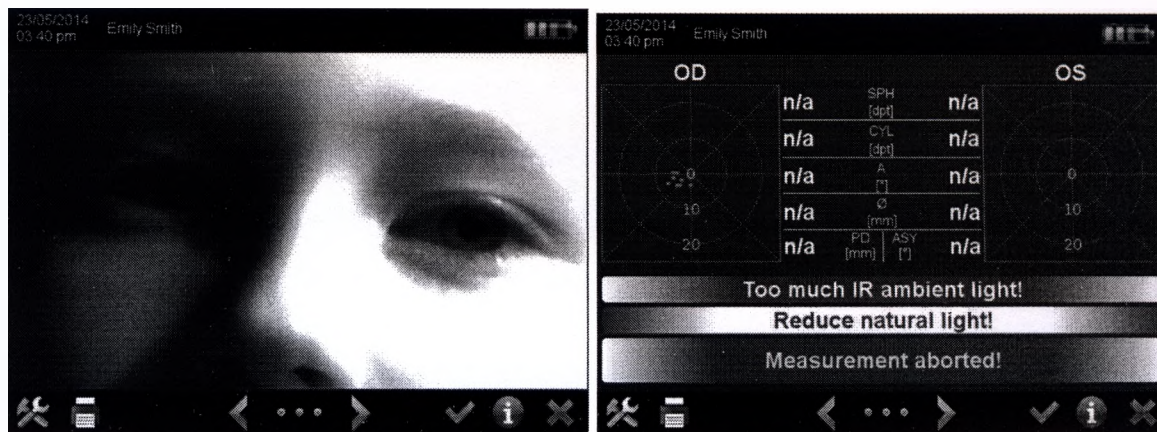 23/05/2014
03:40 pm
Emily Smith
23/05/2014
03:40 pm
Emily Smith
OD
OS
n/a SPH [dpt] n/a
n/a CYL [dpt] n/a
n/a A [°] n/a
n/a Ø [mm] n/a
n/a PD [mm] ASY [°] n/a
0
10
20
0
10
20
Too much IR ambient light!
Reduce natural light!
Measurement aborted!
i
i